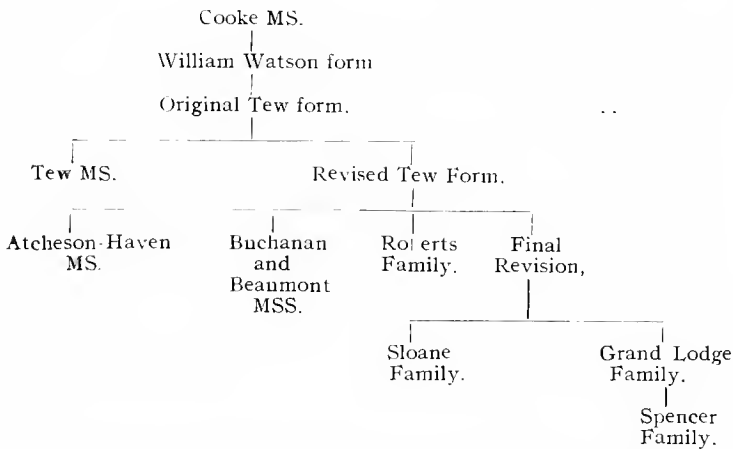 Cooke MS.
William Watson form
Original Tew form.
Tew MS.
Revised Tew Form.
Atcheson-Haven
MS.
Buchanan
and
Beaumont
MSS.
Roberts
Family.
Final
Revision,
Sloane
Family.
Grand Lodge
Family.
Spencer
Family.